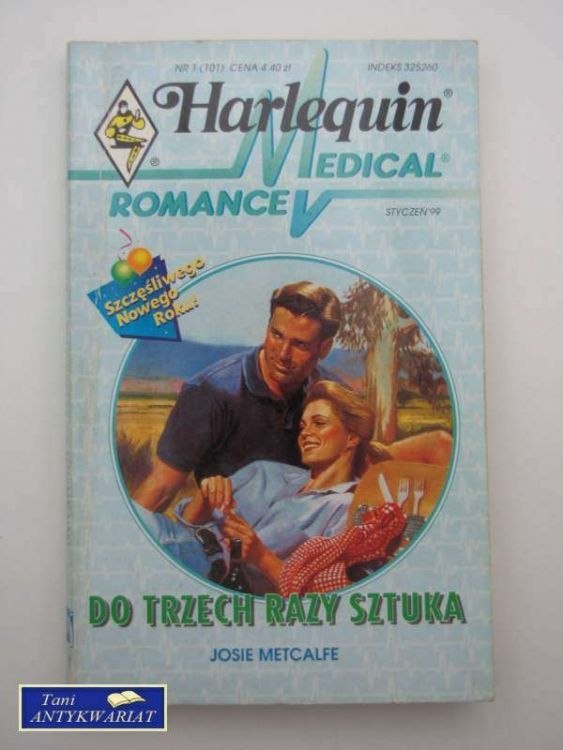 NR 1 (101) CENA 4.40 zł INDEKS 325260
Harlequin®
®
MEDICAL®
ROMANCE
STYCZEŃ'99
Szczęśliwego
Nowego
Roku!
DO TRZECH RAZY SZTUKA
JOSIE METCALFE
Tani
ANTYKWARIAT